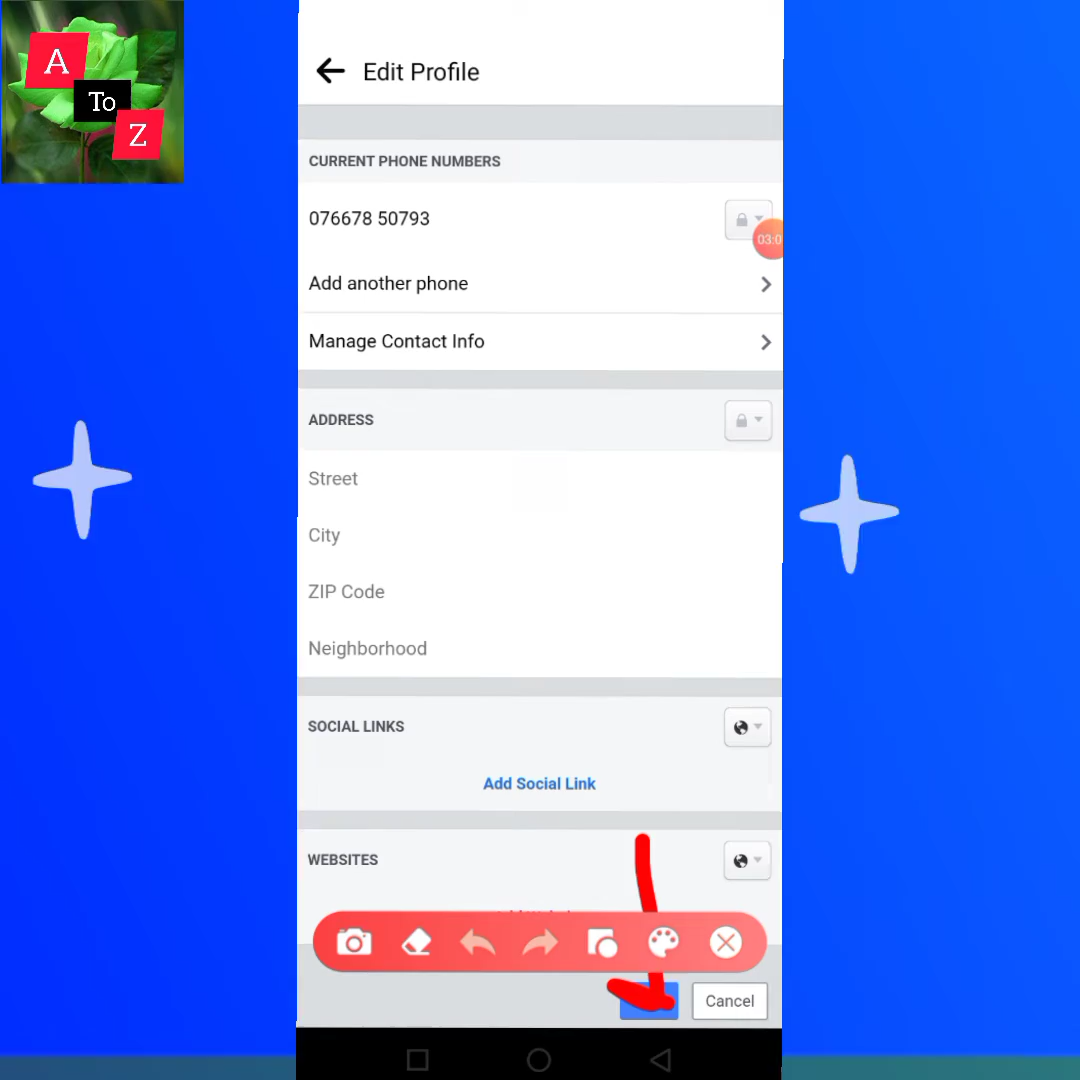 A
To
Z
Edit Profile
CURRENT PHONE NUMBERS
076678 50793
03:0
Add another phone
Manage Contact Info
ADDRESS
Street
City
ZIP Code
Neighborhood
SOCIAL LINKS
Add Social Link
WEBSITES
Cancel